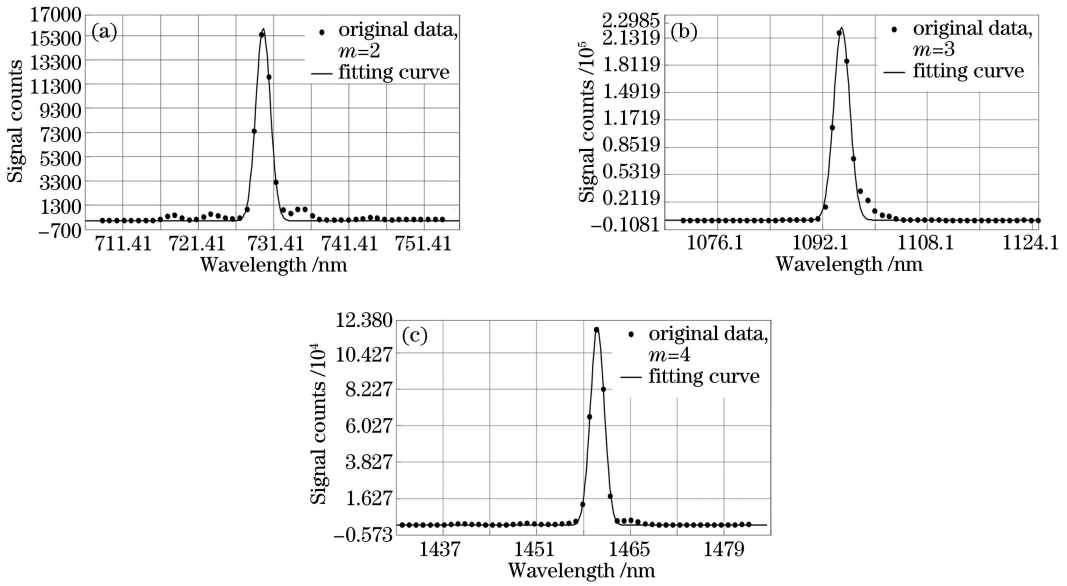 (a)
original data,
m=2
fitting curve
17000
15300
13300
11300
9300
7300
5300
3300
1300
−700
Signal counts
711.41 721.41 731.41 741.41 751.41
Wavelength /nm
(b)
original data,
m=3
fitting curve
2.2985
2.1319
1.8119
1.4919
1.1719
0.8519
0.5319
0.2119
−0.1081
Signal counts /10⁵
1076.1 1092.1 1108.1 1124.1
Wavelength /nm
(c)
original data,
m=4
fitting curve
12.380
10.427
8.227
6.027
3.827
1.627
−0.573
Signal counts /10⁴
1437 1451 1465 1479
Wavelength /nm